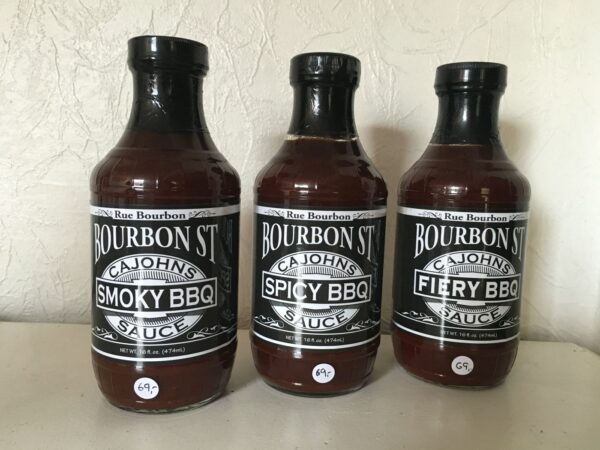 Rue Bourbon
BOURBON ST
CAJOHNS
SMOKY BBQ
SAUCE
NET WT. 16 fl. oz. (474mL)
69,-
Rue Bourbon
BOURBON ST
CAJOHNS
SPICY BBQ
SAUCE
NET WT. 16 fl. oz. (474mL)
69,-
Rue Bourbon
BOURBON ST
CAJOHNS
FIERY BBQ
SAUCE
NET WT. 16 fl. oz. (474mL)
69,